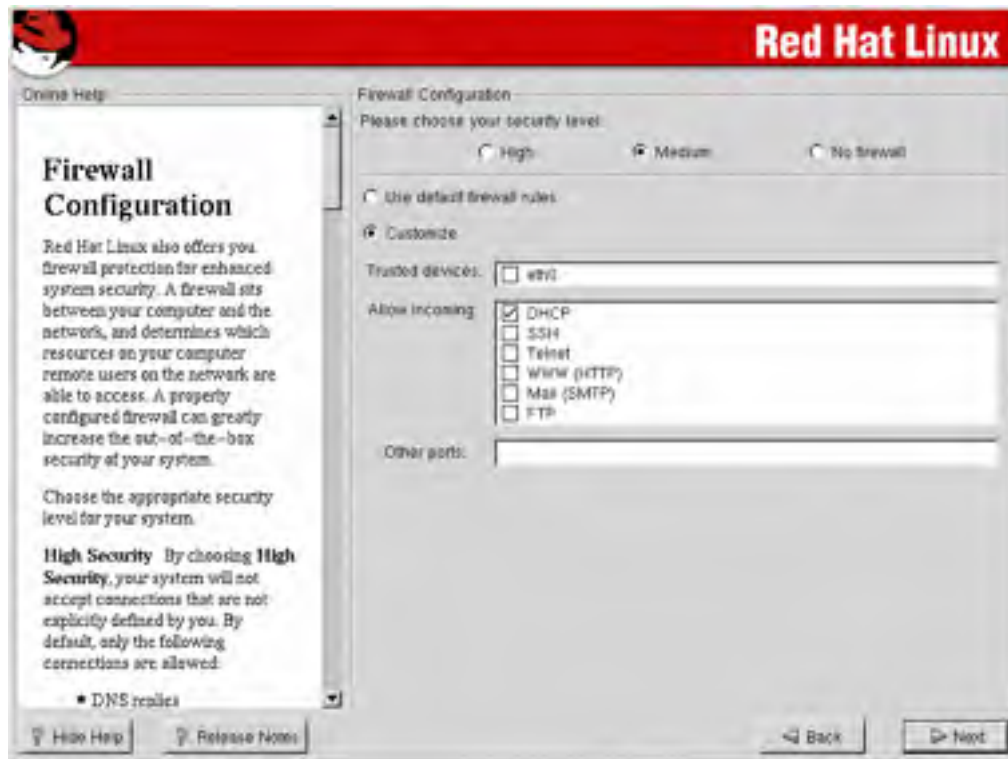 Red Hat Linux
Online Help
Firewall
Configuration
Red Hat Linux also offers you
firewall protection for enhanced
system security. A firewall sits
between your computer and the
network, and determines which
resources on your computer
remote users on the network are
able to access. A properly
configured firewall can greatly
increase the out-of-the-box
security of your system.
Choose the appropriate security
level for your system.
High Security By choosing High
Security, your system will not
accept connections that are not
explicitly defined by you. By
default, only the following
connections are allowed:
• DNS replies
Hide Help
Release Notes
Firewall Configuration
Please choose your security level:
High
Medium
No firewall
Use default firewall rules
Customize
Trusted devices:
eth0
Allow incoming:
DHCP
SSH
Telnet
WWW (HTTP)
Mail (SMTP)
FTP
Other ports:
Back
Next